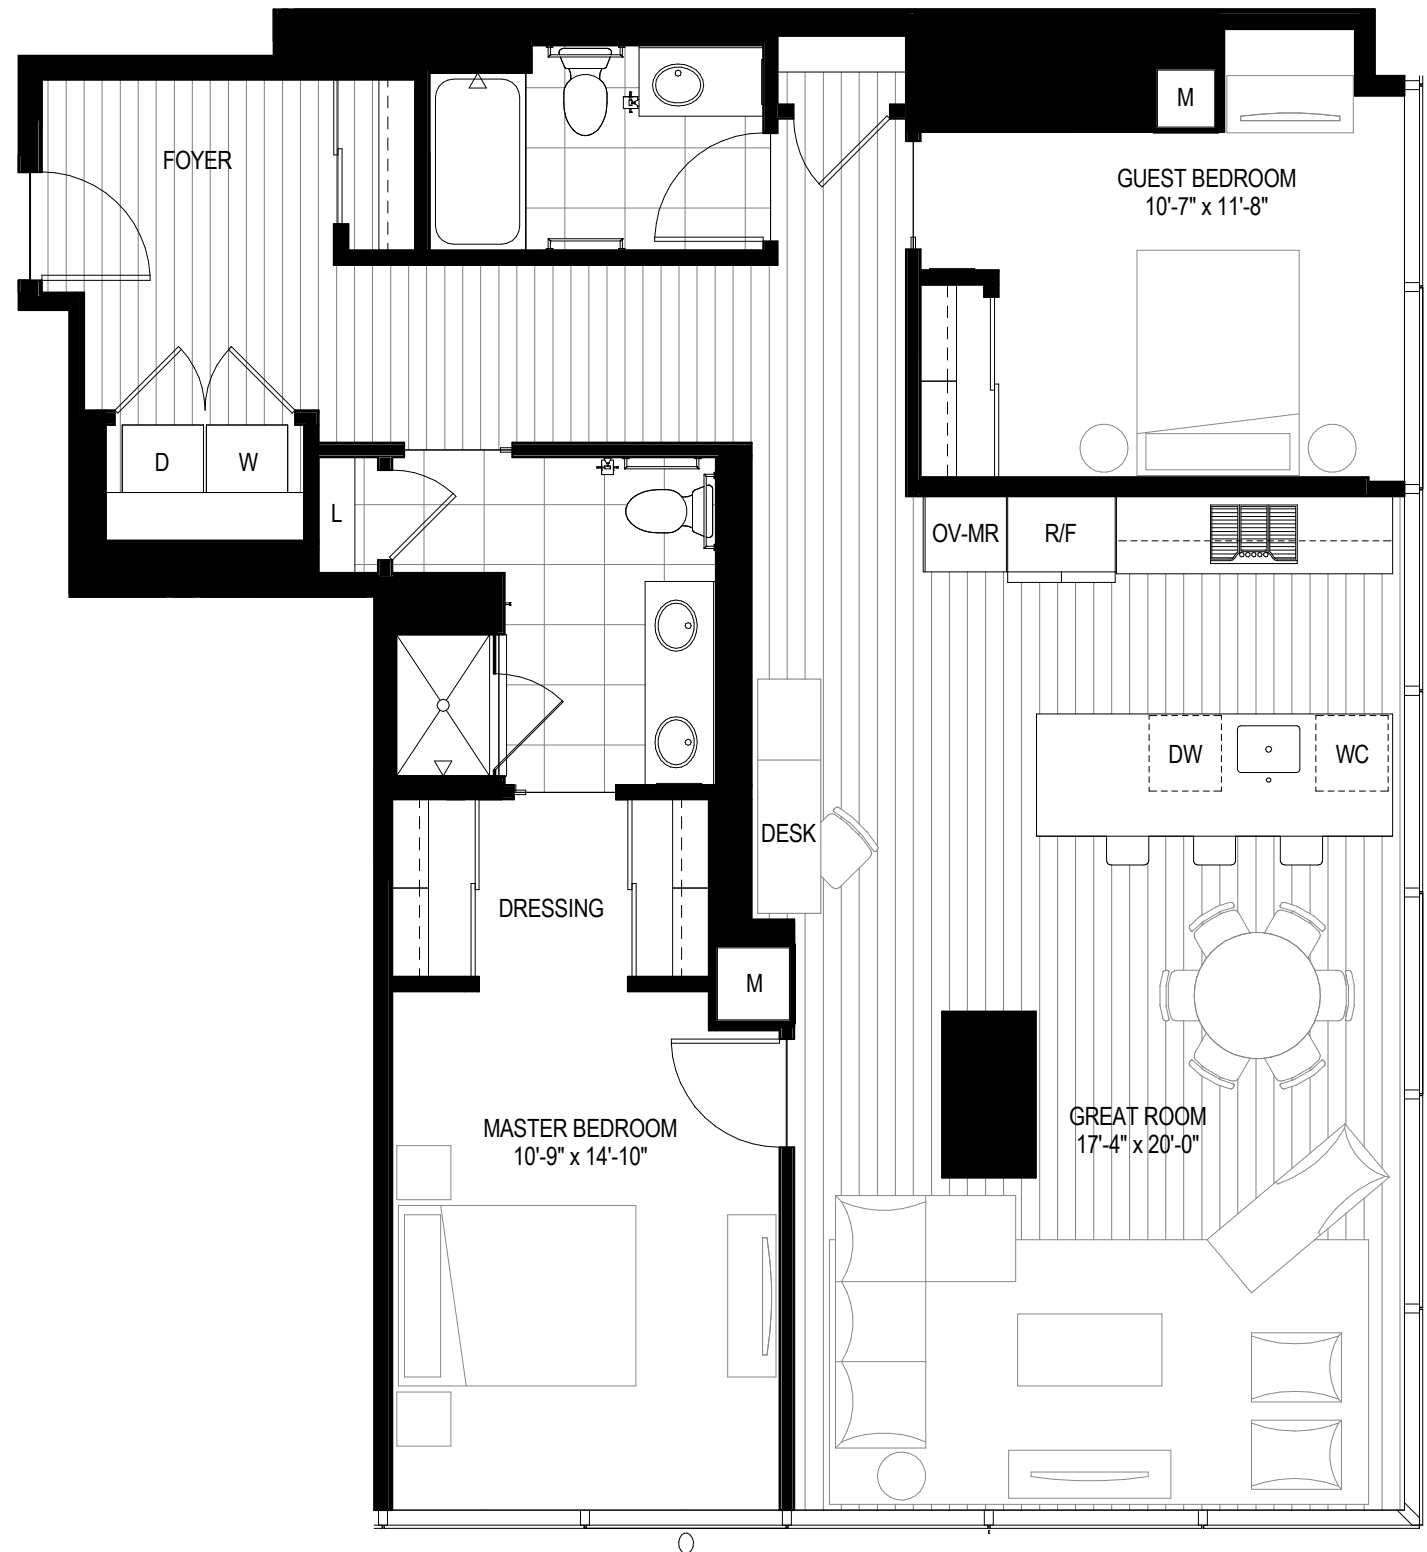 M
FOYER
GUEST BEDROOM
10'-7" x 11'-8"
D
W
L
OV-MR
R/F
DW
WC
DESK
DRESSING
M
MASTER BEDROOM
10'-9" x 14'-10"
GREAT ROOM
17'-4" x 20'-0"